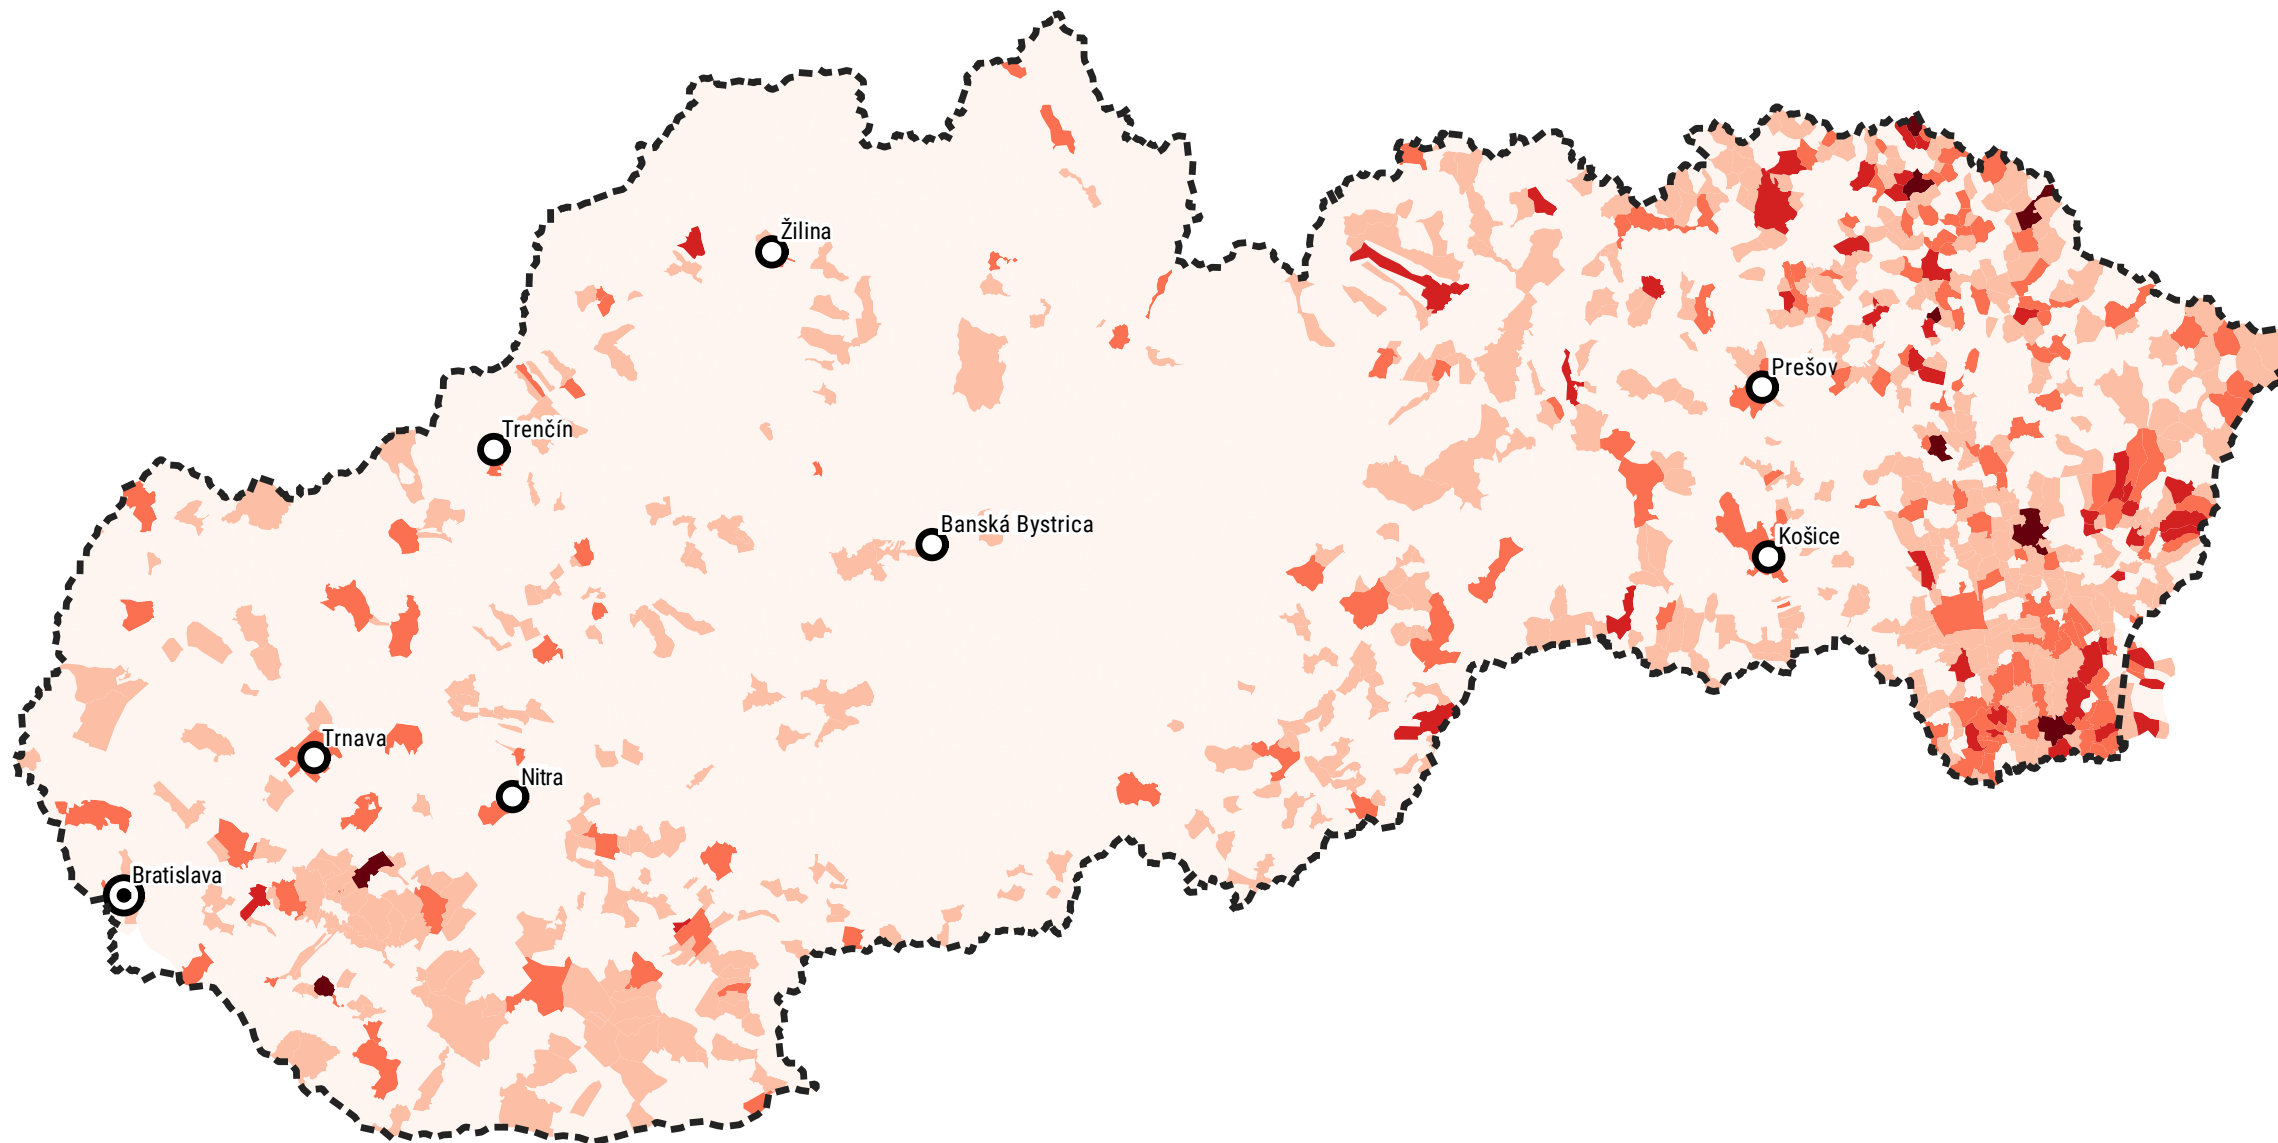 Žilina
Prešov
Trenčín
Banská Bystrica
Košice
Trnava
Nitra
Bratislava